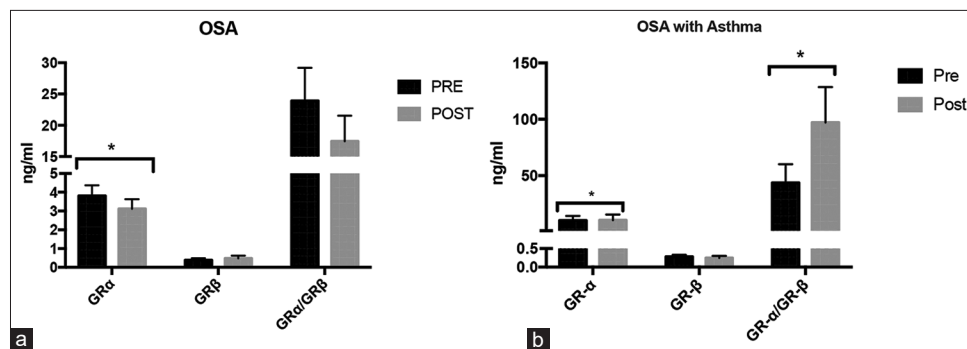 OSA
30
25
20
15
5
4
3
2
1
0
ng/ml
*
PRE
POST
GRα
GRβ
GRα/GRβ
a
OSA with Asthma
150
100
50
0.5
0.0
ng/ml
*
*
Pre
Post
GR-α
GR-β
GR-α/GR-β
b